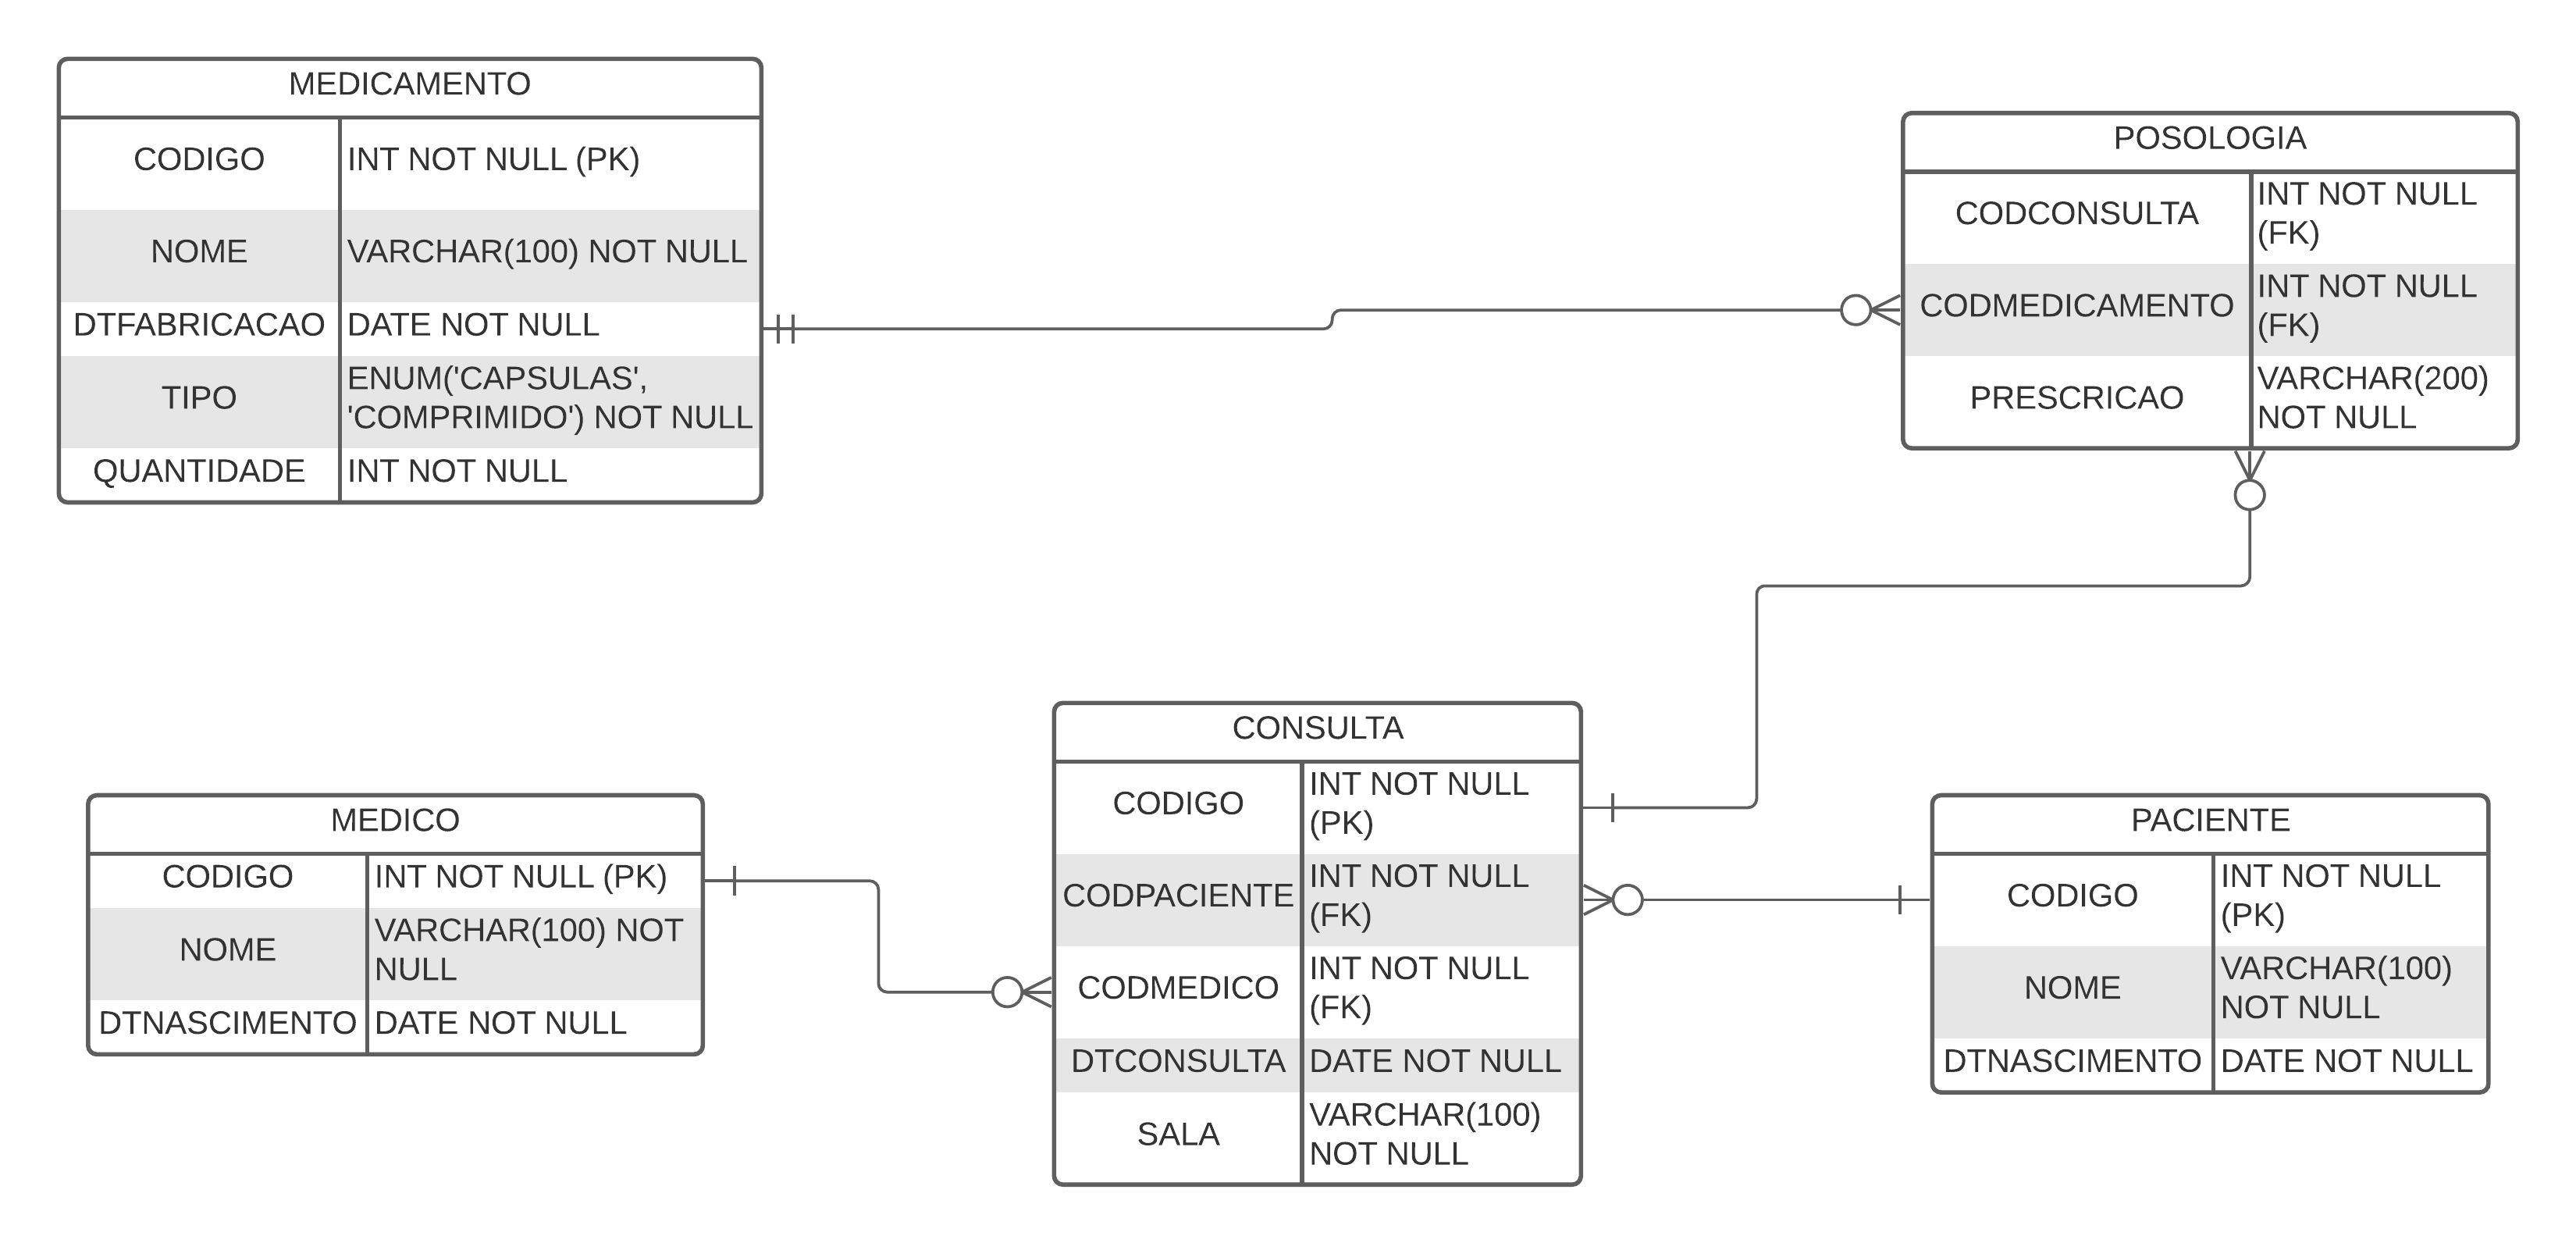 MEDICAMENTO
CODIGO INT NOT NULL (PK)
NOME VARCHAR(100) NOT NULL
DTFABRICACAO DATE NOT NULL
TIPO ENUM('CAPSULAS',
'COMPRIMIDO') NOT NULL
QUANTIDADE INT NOT NULL
POSOLOGIA
CODCONSULTA INT NOT NULL
(FK)
CODMEDICAMENTO INT NOT NULL
(FK)
PRESCRICAO VARCHAR(200)
NOT NULL
MEDICO
CODIGO INT NOT NULL (PK)
NOME VARCHAR(100) NOT
NULL
DTNASCIMENTO DATE NOT NULL
CONSULTA
CODIGO INT NOT NULL
(PK)
CODPACIENTE INT NOT NULL
(FK)
CODMEDICO INT NOT NULL
(FK)
DTCONSULTA DATE NOT NULL
SALA VARCHAR(100)
NOT NULL
PACIENTE
CODIGO INT NOT NULL
(PK)
NOME VARCHAR(100)
NOT NULL
DTNASCIMENTO DATE NOT NULL